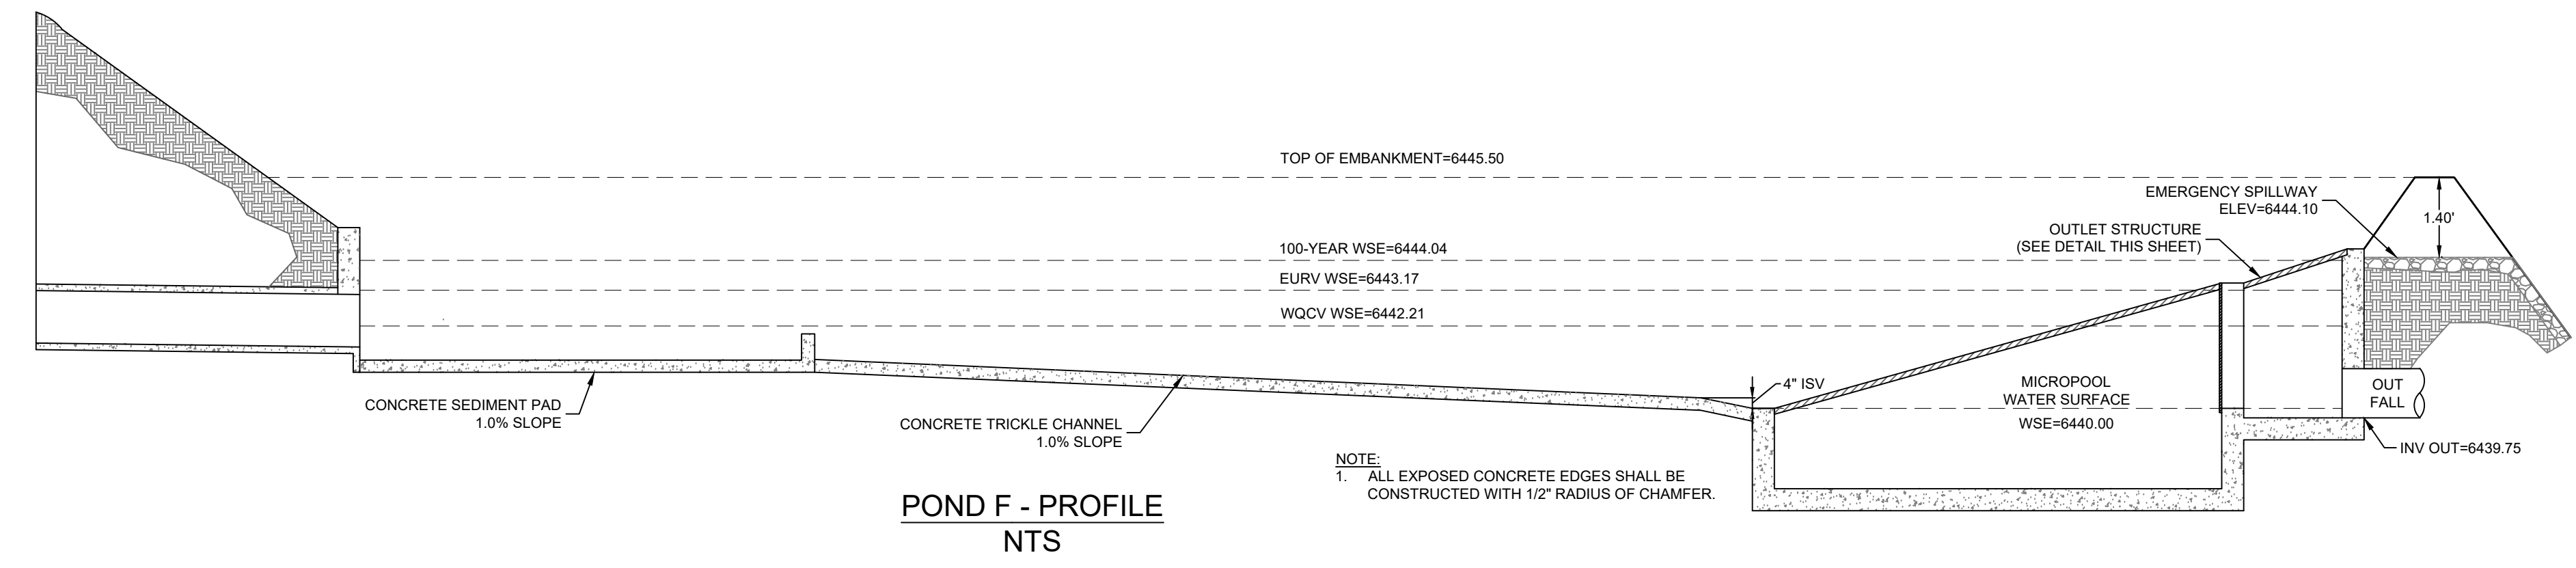 TOP OF EMBANKMENT=6445.50
EMERGENCY SPILLWAY
ELEV=6444.10
1.40'
OUTLET STRUCTURE
(SEE DETAIL THIS SHEET)
100-YEAR WSE=6444.04
EURV WSE=6443.17
WQCV WSE=6442.21
4" ISV
MICROPOOL
WATER SURFACE
WSE=6440.00
OUT
FALL
INV OUT=6439.75
CONCRETE SEDIMENT PAD
1.0% SLOPE
CONCRETE TRICKLE CHANNEL
1.0% SLOPE
NOTE:
1. ALL EXPOSED CONCRETE EDGES SHALL BE
CONSTRUCTED WITH 1/2" RADIUS OF CHAMFER.
POND F - PROFILE
NTS